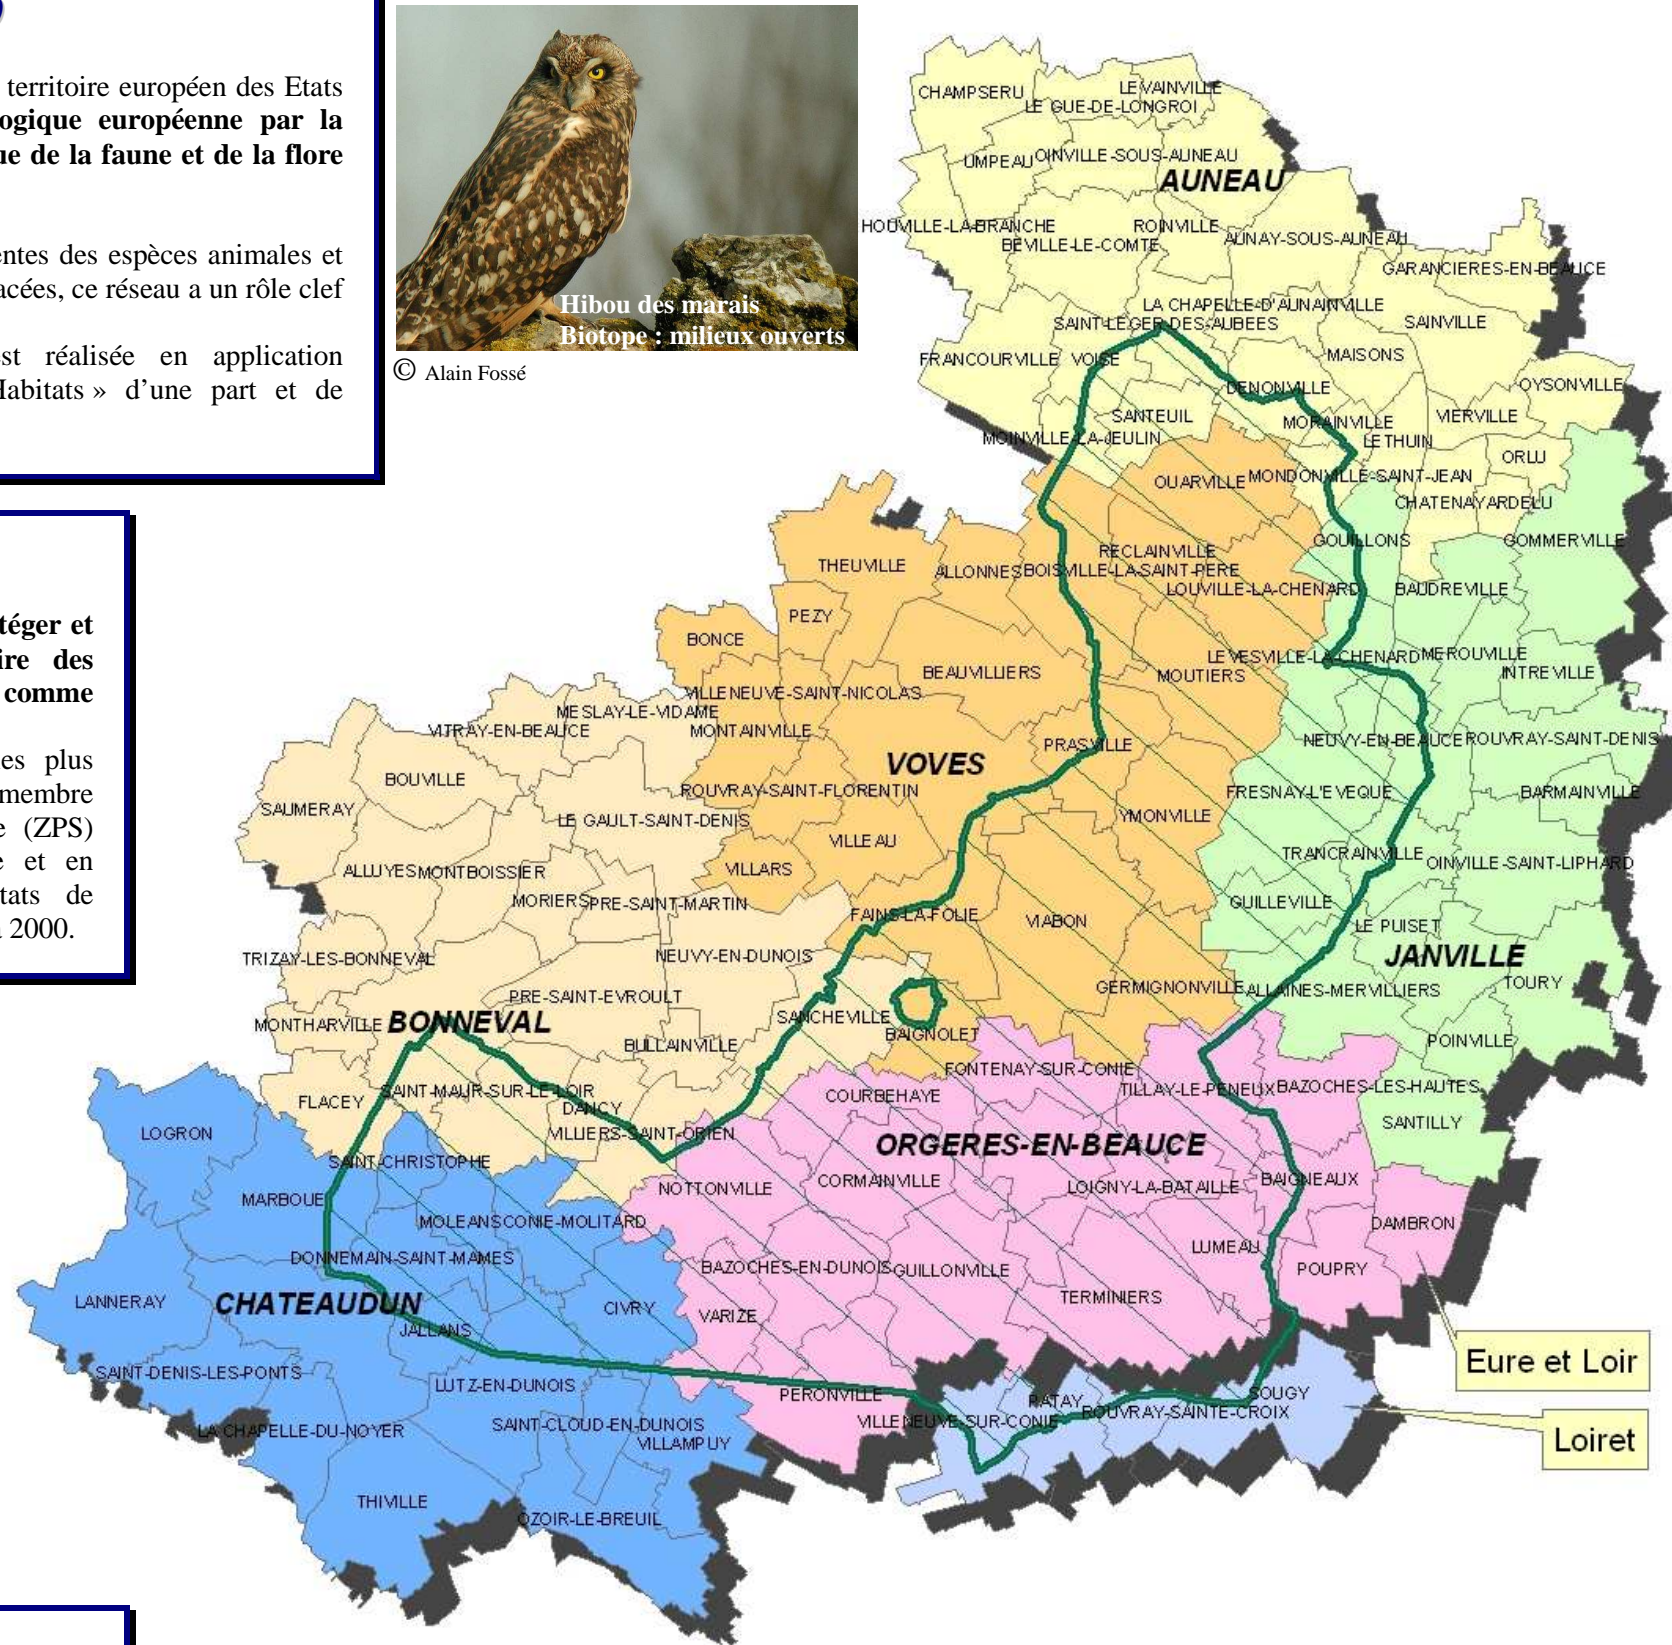 territoire européen des Etats
logique européenne par la
ue de la faune et de la flore
entes des espèces animales et
acées, ce réseau a un rôle clef
est réalisée en application
Habitats » d’une part et de
téger et
ire des
comme
es plus
membre
e (ZPS)
e et en
tats de
a 2000.
Hibou des marais
Biotope : milieux ouverts
© Alain Fossé
CHAMPSERU
LEVAINVILLE
LE GUE-DE-LONGROI
UMPEAU
OINVILLE-SOUS-AUNEAU
AUNEAU
HOUVILLE-LA-BRANCHE
ROINVILLE
BEVILLE-LE-COMTE
AUNAY-SOUS-AUNEAU
GARANCIERES-EN-BEAUCE
LA CHAPELLE-D'AUNAINVILLE
SAINT-LEGER-DES-AUBEES
SAINVILLE
FRANCOURVILLE
VOISE
MAISONS
DENONVILLE
OYSONVILLE
SANTEUIL
MORAINVILLE
VIERVILLE
MOINVILLE-LA-JEULIN
LETHUIN
ORLU
OUARVILLE
MONDONVILLE-SAINT-JEAN
CHATENAY
ARDELU
GOUILLONS
GOMMERVILLE
THEUVILLE
ALLONNES
RECLAINVILLE
BOISVILLE-LA-SAINT-PERE
LOUVILLE-LA-CHENARD
BAUDREVILLE
PEZY
BONCE
BEAUVILLIERS
LEVESVILLE-LA-CHENARD
MEROUVILLE
MOUTIERS
INTREVILLE
VILLENEUVE-SAINT-NICOLAS
MESLAY-LE-VIDAME
VITRAY-EN-BEAUCE
MONTAINVILLE
PRASVILLE
NEUVY-EN-BEAUCE
ROUVRAY-SAINT-DENIS
VOVES
BOUVILLE
ROUVRAY-SAINT-FLORENTIN
FRESNAY-L'EVEQUE
BARMAINVILLE
SAUMERAY
LE GAULT-SAINT-DENIS
YMONVILLE
VILLEAU
TRANCRAINVILLE
OINVILLE-SAINT-LIPHARD
ALLUYES
MONTBOISSIER
VILLARS
MORIERS
PRE-SAINT-MARTIN
GUILLEVILLE
FAINS-LA-FOLIE
VIABON
LE PUISET
JANVILLE
TRIZAY-LES-BONNEVAL
NEUVY-EN-DUNOIS
TOURY
PRE-SAINT-EVROULT
GERMIGNONVILLE
ALLAINES-MERVILLIERS
MONTHARVILLE
BONNEVAL
SANCHEVILLE
BAIGNOLET
BULLAINVILLE
POINVILLE
FONTENAY-SUR-CONIE
SAINT-MAUR-SUR-LE-LOIR
FLACEY
DANCY
COURBEHAYE
TILLAY-LE-PENEUX
BAZOCHES-LES-HAUTES
SANTILLY
LOGRON
VILLIERS-SAINT-ORIEN
ORGERES-EN-BEAUCE
SAINT-CHRISTOPHE
MARBOUE
NOTTONVILLE
CORMAINVILLE
LOIGNY-LA-BATAILLE
BAIGNEAUX
MOLEANS
CONIE-MOLITARD
DAMBRON
DONNEMAIN-SAINT-MAMES
LUMEAU
BAZOCHES-EN-DUNOIS
GUILLONVILLE
POUPRY
LANNERAY
CHATEAUDUN
CIVRY
VARIZE
TERMINIERS
JALLANS
Eure et Loir
SAINT-DENIS-LES-PONTS
LUTZ-EN-DUNOIS
PERONVILLE
PATAY
SOUGY
LA CHAPELLE-DU-NOYER
SAINT-CLOUD-EN-DUNOIS
VILLENEUVE-SUR-CONIE
ROUVRAY-SAINTE-CROIX
VILLAMPUY
Loiret
THIVILLE
OZOIR-LE-BREUIL